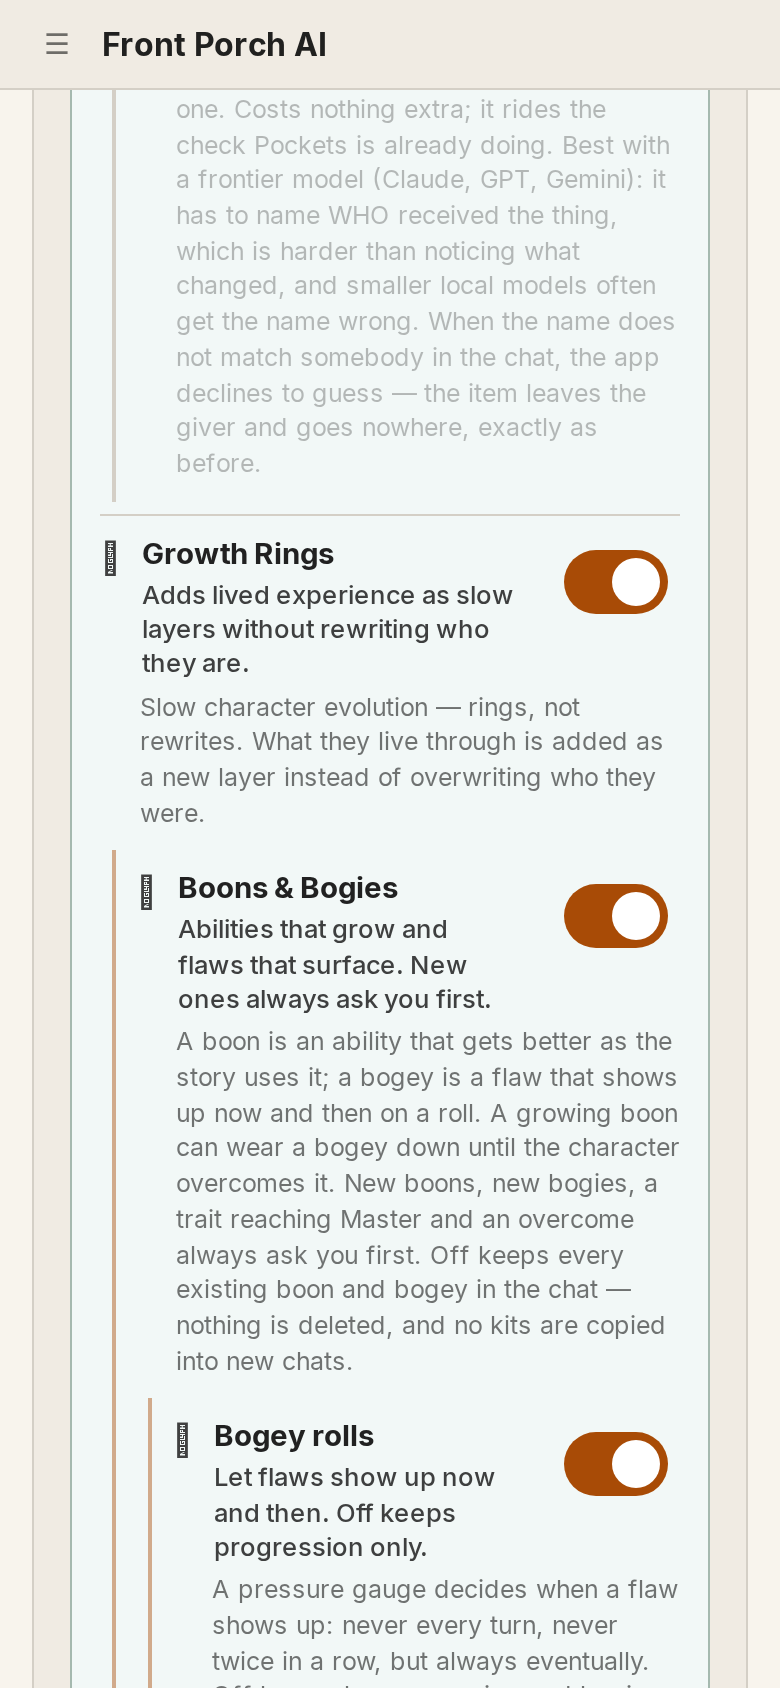 ☰ Front Porch AI
one. Costs nothing extra; it rides the
check Pockets is already doing. Best with
a frontier model (Claude, GPT, Gemini): it
has to name WHO received the thing,
which is harder than noticing what
changed, and smaller local models often
get the name wrong. When the name does
not match somebody in the chat, the app
declines to guess — the item leaves the
giver and goes nowhere, exactly as
before.
Growth Rings
Adds lived experience as slow
layers without rewriting who
they are.
Slow character evolution — rings, not
rewrites. What they live through is added as
a new layer instead of overwriting who they
were.
Boons & Bogies
Abilities that grow and
flaws that surface. New
ones always ask you first.
A boon is an ability that gets better as the
story uses it; a bogey is a flaw that shows
up now and then on a roll. A growing boon
can wear a bogey down until the character
overcomes it. New boons, new bogies, a
trait reaching Master and an overcome
always ask you first. Off keeps every
existing boon and bogey in the chat —
nothing is deleted, and no kits are copied
into new chats.
Bogey rolls
Let flaws show up now
and then. Off keeps
progression only.
A pressure gauge decides when a flaw
shows up: never every turn, never
twice in a row, but always eventually.